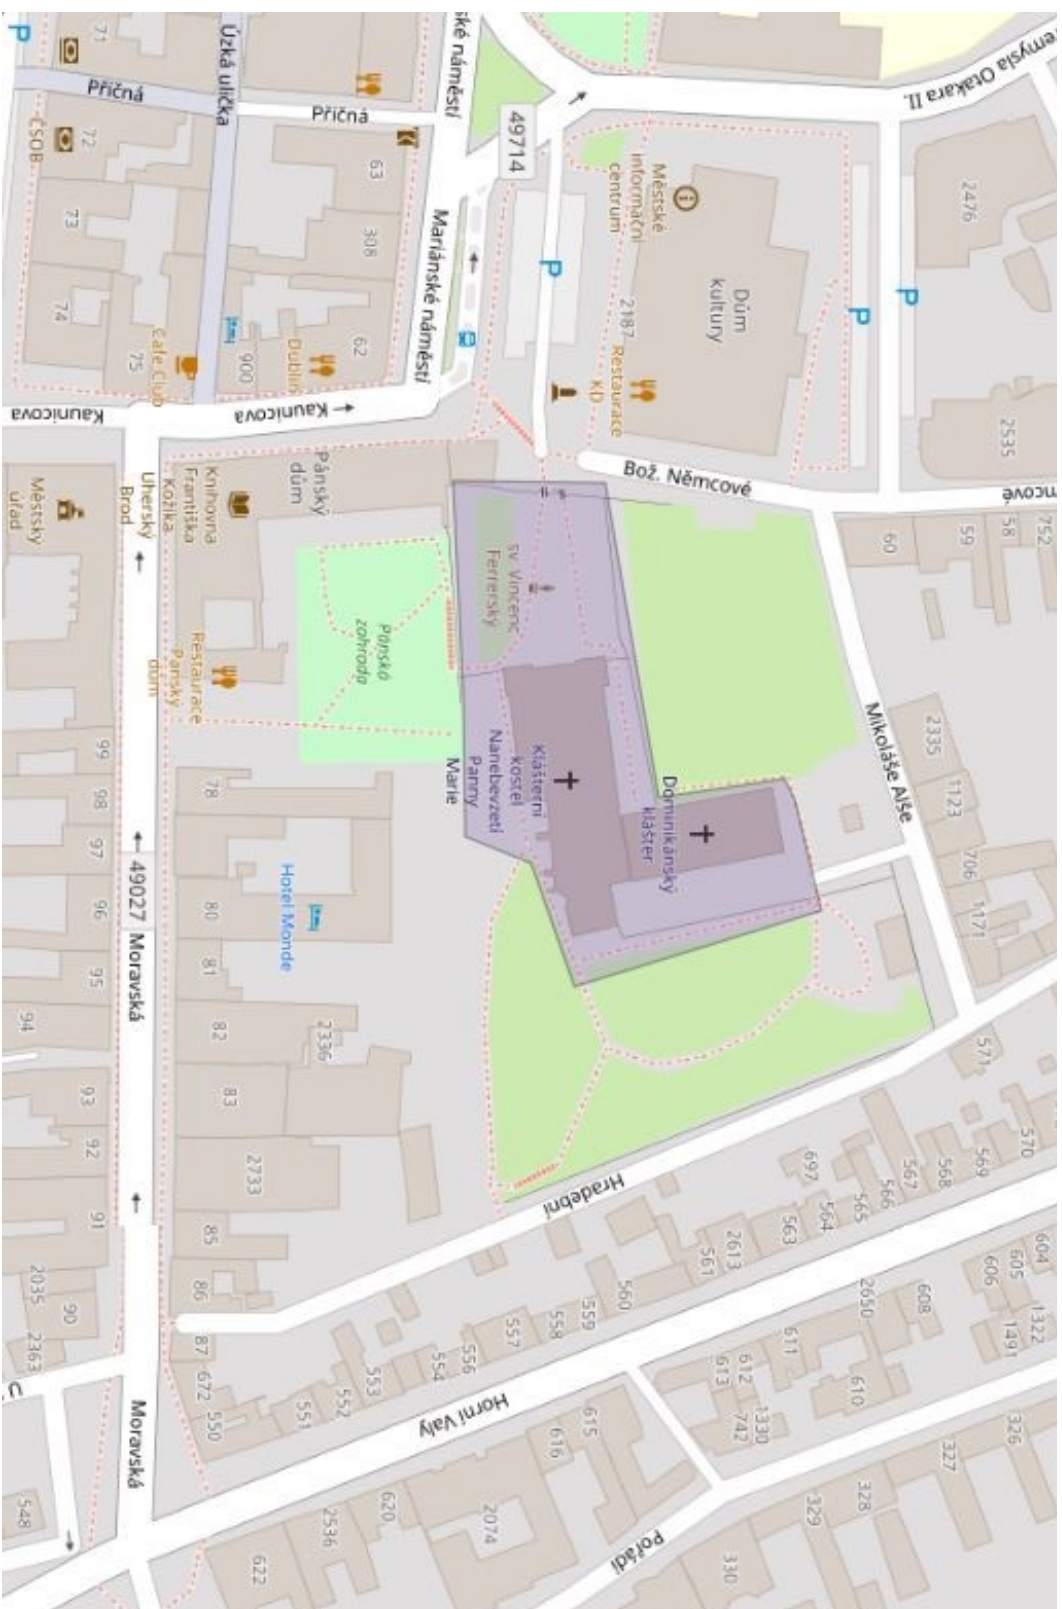 71
Příčná
Úzká ulička
ské náměstí
Příčná
72
ČSOB
63
73
308
74
Cafe Club
75
900
Dublin
62
Mariánské náměstí
49714
Městské
informační
centrum
2187
Dům
kultury
Restaurace
KD
P
P
P
P
emysla Otakara II.
2476
2535
Kaunicova
Kaunicova
Bož. Němcové
mcové
Městský
úřad
Uherský
Brod
Knihovna
Františka
Kožíka
Pánský
dům
Restaurace
Panský
dům
Panská
zahrada
sv. Vincenc
Ferrerský
Klášterní
kostel
Nanebevzetí
Panny
Marie
Dominikánský
klášter
60
59
58
752
Mikoláše Alše
2335
1123
706
1171
99
98
97
96
95
94
93
92
91
2035
90
2363
49027
Moravská
78
80
Hotel Monde
81
82
2336
83
2733
85
86
87
672
550
551
552
553
554
556
557
558
559
560
561
2613
563
564
565
566
567
568
569
570
571
697
Hradební
Horní Valy
Moravská
U
548
604
605
606
1322
1491
608
2650
610
611
612
613
742
1330
615
616
620
2074
2536
622
326
327
328
329
330
Pořádí